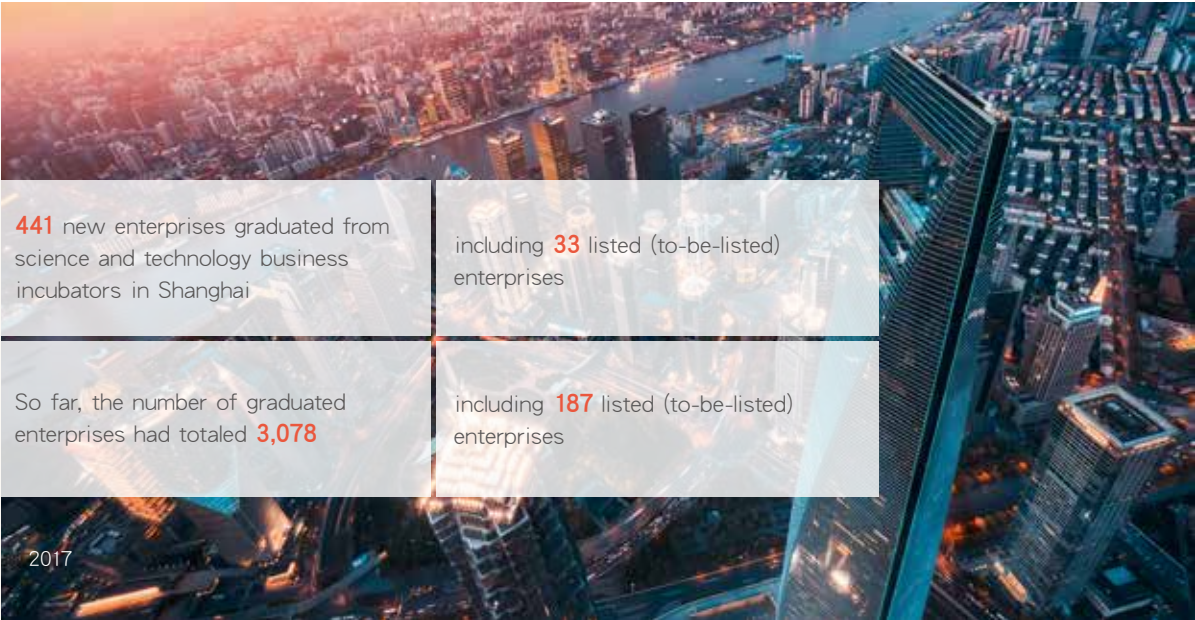 441 new enterprises graduated from
science and technology business
incubators in Shanghai
including 33 listed (to-be-listed)
enterprises
So far, the number of graduated
enterprises had totaled 3,078
including 187 listed (to-be-listed)
enterprises
2017